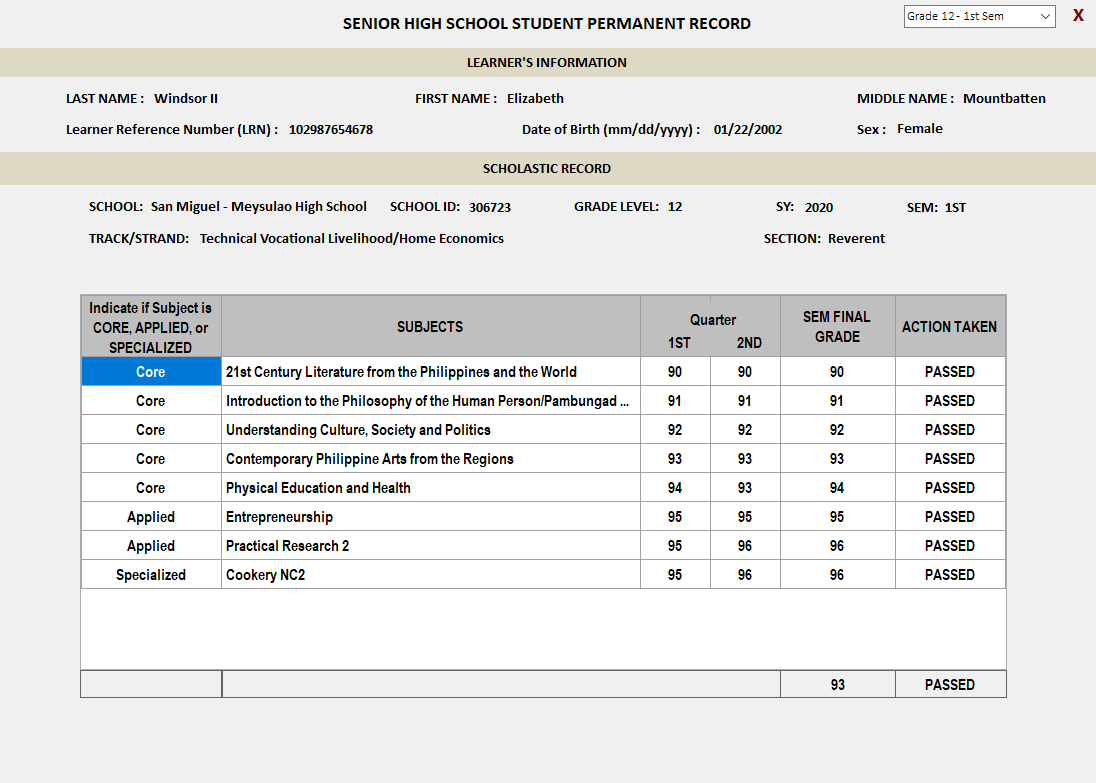 SENIOR HIGH SCHOOL STUDENT PERMANENT RECORD
Grade 12 - 1st Sem
X
LEARNER'S INFORMATION
LAST NAME : Windsor II FIRST NAME : Elizabeth MIDDLE NAME : Mountbatten
Learner Reference Number (LRN) : 102987654678 Date of Birth (mm/dd/yyyy) : 01/22/2002 Sex : Female
SCHOLASTIC RECORD
SCHOOL: San Miguel - Meysulao High School SCHOOL ID: 306723 GRADE LEVEL: 12 SY: 2020 SEM: 1ST
TRACK/STRAND: Technical Vocational Livelihood/Home Economics SECTION: Reverent
Indicate if Subject is
CORE, APPLIED, or
SPECIALIZED
SUBJECTS
Quarter
1ST 2ND
SEM FINAL
GRADE
ACTION TAKEN
Core 21st Century Literature from the Philippines and the World 90 90 90 PASSED
Core Introduction to the Philosophy of the Human Person/Pambungad ... 91 91 91 PASSED
Core Understanding Culture, Society and Politics 92 92 92 PASSED
Core Contemporary Philippine Arts from the Regions 93 93 93 PASSED
Core Physical Education and Health 94 93 94 PASSED
Applied Entrepreneurship 95 95 95 PASSED
Applied Practical Research 2 95 96 96 PASSED
Specialized Cookery NC2 95 96 96 PASSED
93 PASSED